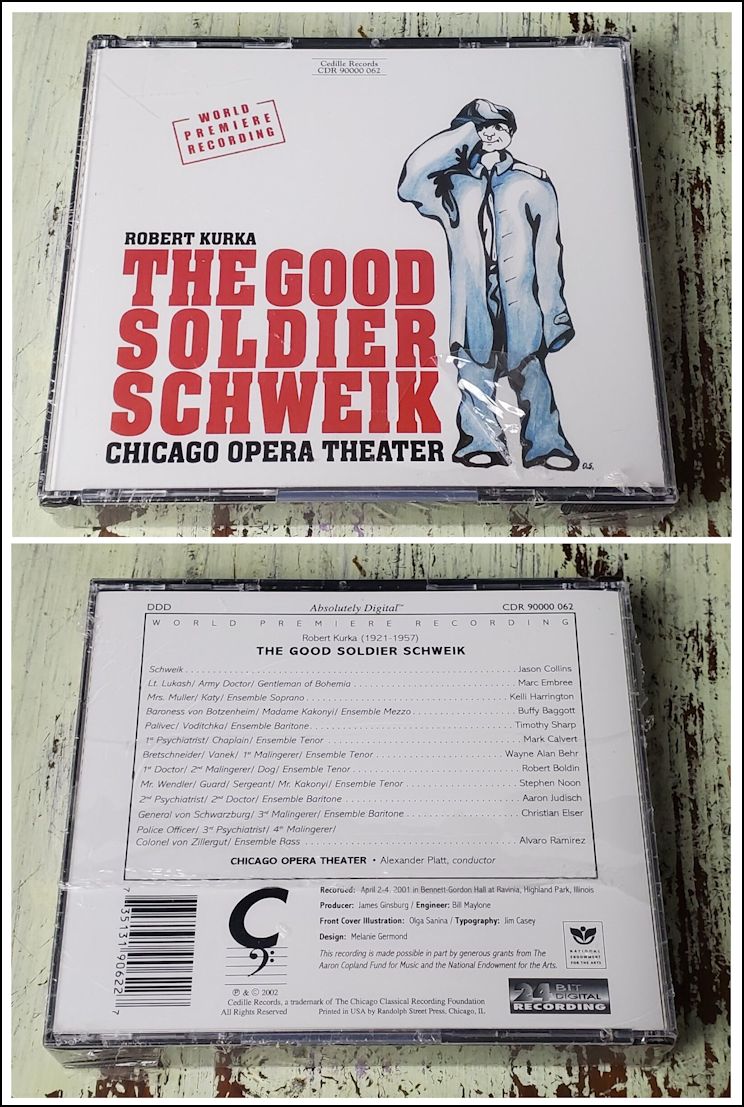 Cedille Records
CDR 90000 062
WORLD
PREMIERE
RECORDING
ROBERT KURKA
THE GOOD
SOLDIER
SCHWEIK
CHICAGO OPERA THEATER
O.S.
DDD Absolutely Digital™ CDR 90000 062
WORLD PREMIERE RECORDING
Robert Kurka (1921-1957)
THE GOOD SOLDIER SCHWEIK
Schweik Jason Collins
Lt. Lukash/ Army Doctor/ Gentleman of Bohemia Marc Embree
Mrs. Muller/ Katy/ Ensemble Soprano Kelli Harrington
Baroness von Botzenheim/ Madame Kakonyi/ Ensemble Mezzo Buffy Baggott
Palivec/ Voditchka/ Ensemble Baritone Timothy Sharp
1st Psychiatrist/ Chaplain/ Ensemble Tenor Mark Calvert
Bretschneider/ Vanek/ 1st Malingerer/ Ensemble Tenor Wayne Alan Behr
1st Doctor/ 2nd Malingerer/ Dog/ Ensemble Tenor Robert Boldin
Mr. Wendler/ Guard/ Sergeant/ Mr. Kakonyi/ Ensemble Tenor Stephen Noon
2nd Psychiatrist/ 2nd Doctor/ Ensemble Baritone Aaron Judisch
General von Schwarzburg/ 3rd Malingerer/ Ensemble Baritone Christian Elser
Police Officer/ 3rd Psychiatrist/ 4th Malingerer/
Colonel von Zillergut/ Ensemble Bass Alvaro Ramirez
CHICAGO OPERA THEATER • Alexander Platt, conductor
Recorded: April 2-4, 2001 in Bennett-Gordon Hall at Ravinia, Highland Park, Illinois
Producer: James Ginsburg/ Engineer: Bill Maylone
Front Cover Illustration: Olga Sanina/ Typography: Jim Casey
Design: Melanie Germond
This recording is made possible in part by generous grants from The
Aaron Copland Fund for Music and the National Endowment for the Arts.
NATIONAL
ENDOWMENT
FOR THE ARTS
7 35131 90622 7
C
℗ & © 2002
Cedille Records, a trademark of The Chicago Classical Recording Foundation
All Rights Reserved Printed in USA by Randolph Street Press, Chicago, IL
24 BIT
DIGITAL
RECORDING